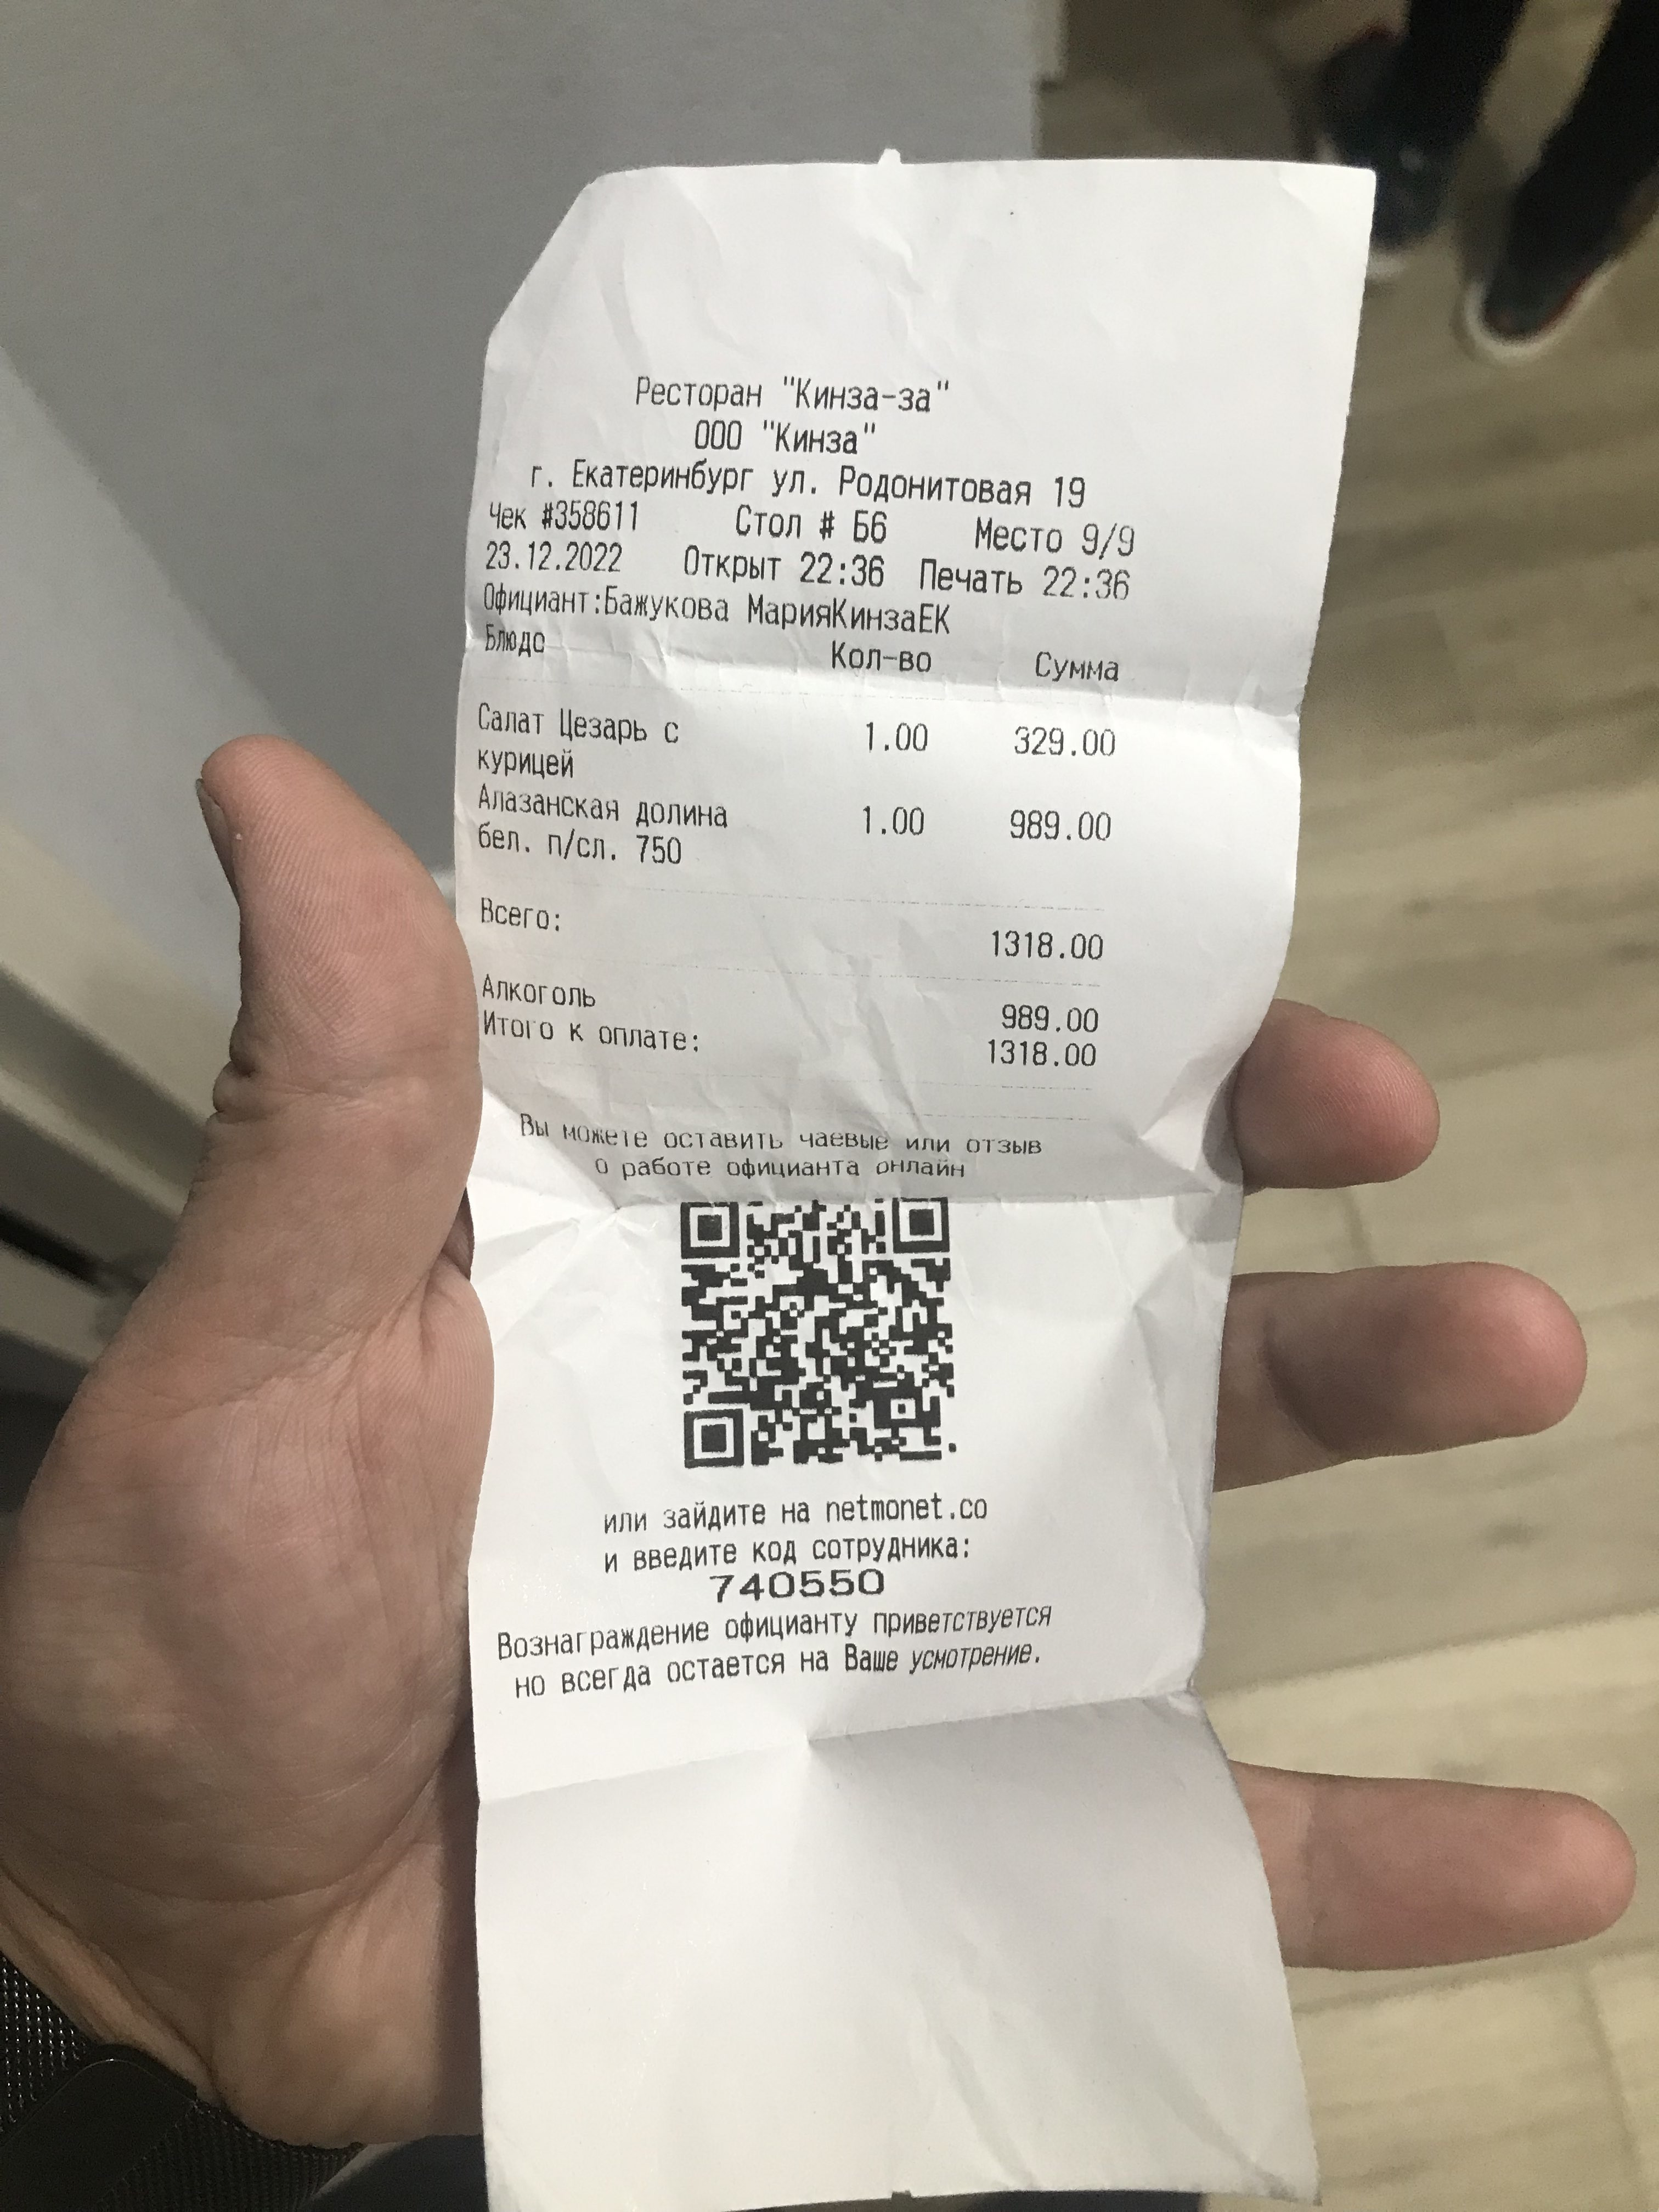 Ресторан "Кинза-за"
ООО "Кинза"
г. Екатеринбург ул. Родонитовая 19
Чек #358611 Стол # Б6 Место 9/9
23.12.2022 Открыт 22:36 Печать 22:36
Официант:Бажукова МарияКинзаЕК
Блюдо Кол-во Сумма
Салат Цезарь с 1.00 329.00
курицей
Алазанская долина 1.00 989.00
бел. п/сл. 750
Всего: 1318.00
Алкоголь 989.00
Итого к оплате: 1318.00
Вы можете оставить чаевые или отзыв
о работе официанта онлайн
или зайдите на netmonet.co
и введите код сотрудника:
740550
Вознаграждение официанту приветствуется
но всегда остается на Ваше усмотрение.